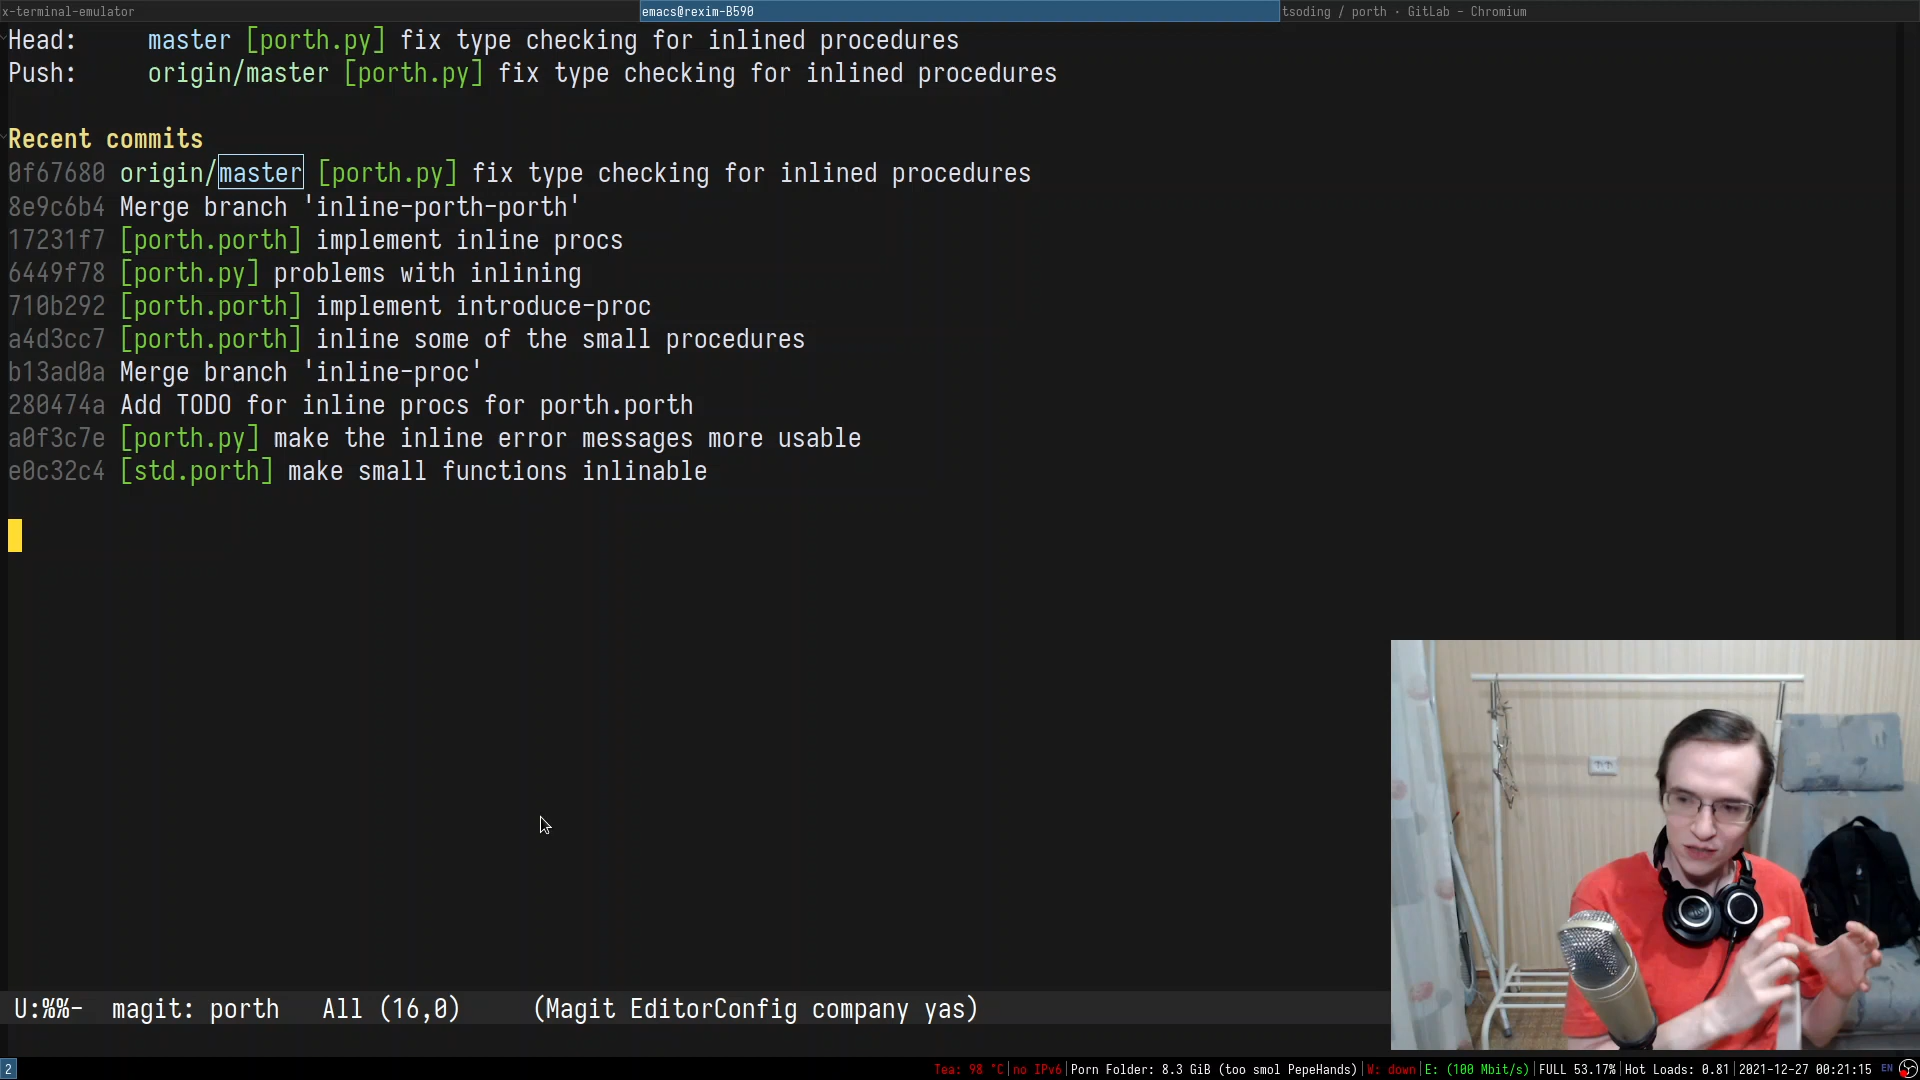 x-terminal-emulator
emacs@rexim-B590
tsoding / porth · GitLab - Chromium
Head:     master [porth.py] fix type checking for inlined procedures
Push:     origin/master [porth.py] fix type checking for inlined procedures
Recent commits
0f67680 origin/master [porth.py] fix type checking for inlined procedures
8e9c6b4 Merge branch 'inline-porth-porth'
17231f7 [porth.porth] implement inline procs
6449f78 [porth.py] problems with inlining
710b292 [porth.porth] implement introduce-proc
a4d3cc7 [porth.porth] inline some of the small procedures
b13ad0a Merge branch 'inline-proc'
280474a Add TODO for inline procs for porth.porth
a0f3c7e [porth.py] make the inline error messages more usable
e0c32c4 [std.porth] make small functions inlinable
U:%%-  magit: porth   All (16,0)     (Magit EditorConfig company yas)
2
Tea: 98 °C|no IPv6|Porn Folder: 8.3 GiB (too smol PepeHands)|W: down|E: (100 Mbit/s)|FULL 53.17%|Hot Loads: 0.81|2021-12-27 00:21:15 EN